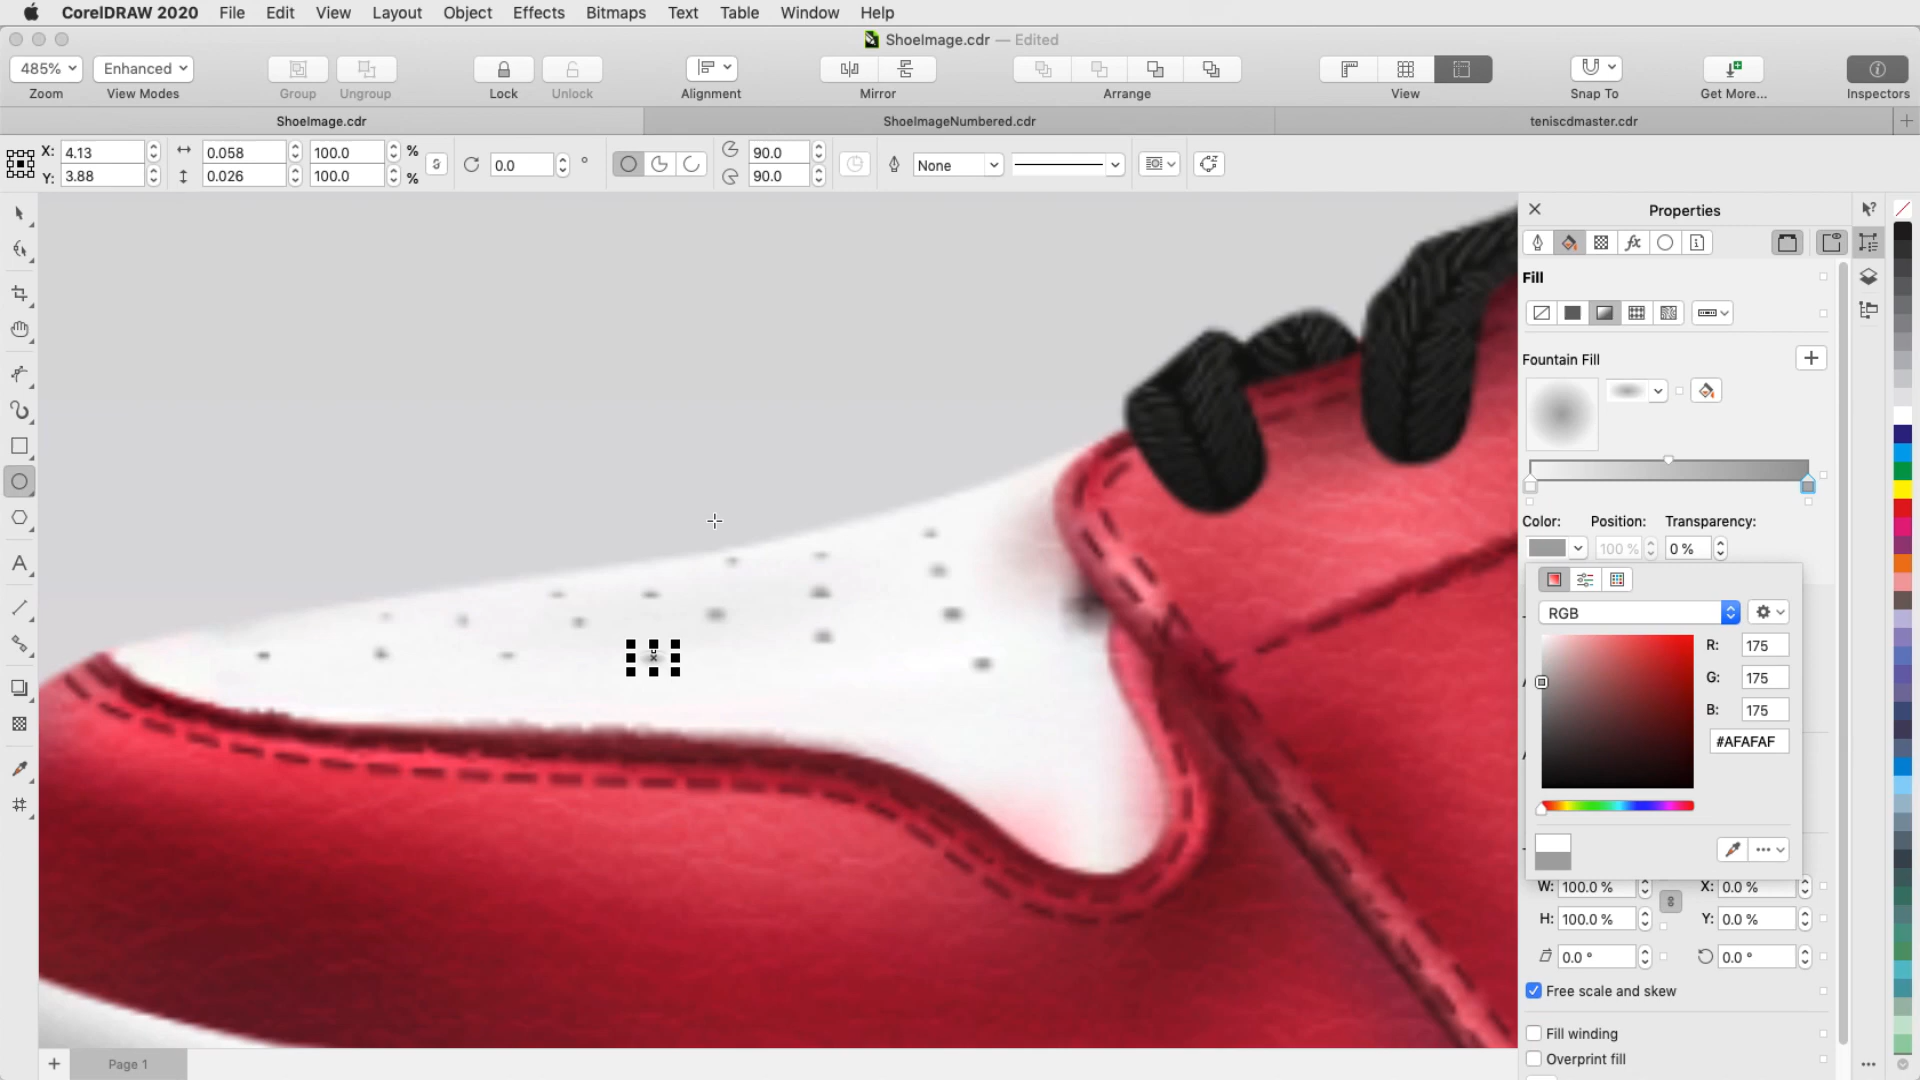 CorelDRAW 2020 File Edit View Layout Object Effects Bitmaps Text Table Window Help
ShoeImage.cdr — Edited
485% Enhanced
Zoom View Modes Group Ungroup Lock Unlock Alignment Mirror Arrange View Snap To Get More... Inspectors
ShoeImage.cdr ShoeImageNumbered.cdr teniscdmaster.cdr
X: 4.13 0.058 100.0 % 0.0 ° 90.0 None
Y: 3.88 0.026 100.0 % 90.0
Properties
Fill
Fountain Fill
Color: Position: Transparency:
100 % 0 %
RGB
R: 175
G: 175
B: 175
#AFAFAF
W: 100.0 % X: 0.0 %
H: 100.0 % Y: 0.0 %
0.0 ° 0.0 °
Free scale and skew
Fill winding
Overprint fill
Page 1